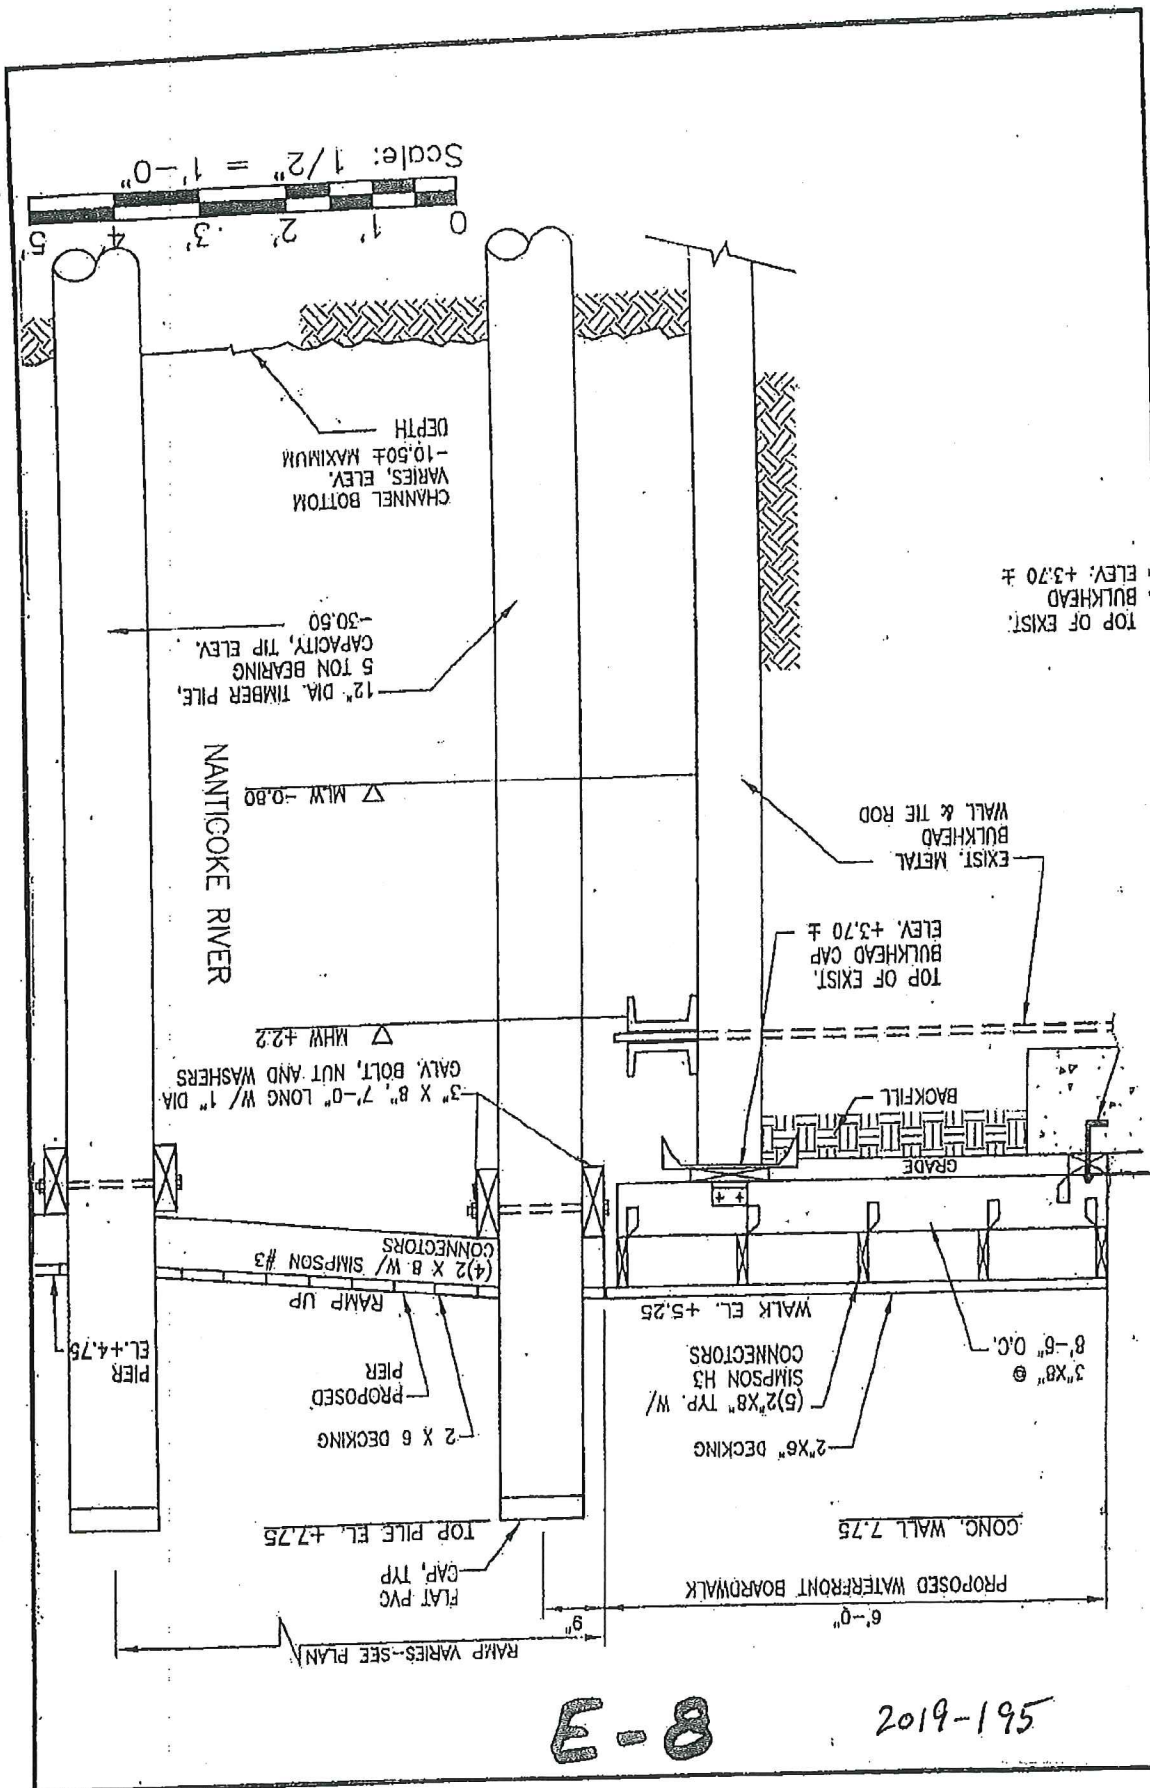 RAMP VARIES-SEE PLAN
9"
6'-0"
PROPOSED WATERFRONT BOARDWALK
FLAT PVC
CAP, TYP
TOP PILE EL. +7.75
CONC. WALL 7.75
2"X6" DECKING
(5)2"X8" TYP. W/
SIMPSON H3
CONNECTORS
3"X8" @
8'-6" O.C.
WALK EL. +5.25
2 X 6 DECKING
PROPOSED
PIER
RAMP UP
PIER
EL.+4.75
(4)2 X 8 W/ SIMPSON #3
CONNECTORS
GRADE
BACKFILL
3" X 8", 7'-0" LONG W/ 1" DIA
GALV. BOLT, NUT AND WASHERS
MHW +2.2
TOP OF EXIST.
BULKHEAD CAP
ELEV. +3.70 ±
EXIST. METAL
BULKHEAD
WALL & TIE ROD
MLW -0.80
NANTICOKE RIVER
12" DIA. TIMBER PILE,
5 TON BEARING
CAPACITY, TIP ELEV.
-30.50
TOP OF EXIST.
BULKHEAD
ELEV. +3.70 ±
CHANNEL BOTTOM
VARIES, ELEV.
-10.50± MAXIMUM
DEPTH
0 1' 2' 3' 4' 5'
Scale: 1/2" = 1'-0"
E-8
2019-195